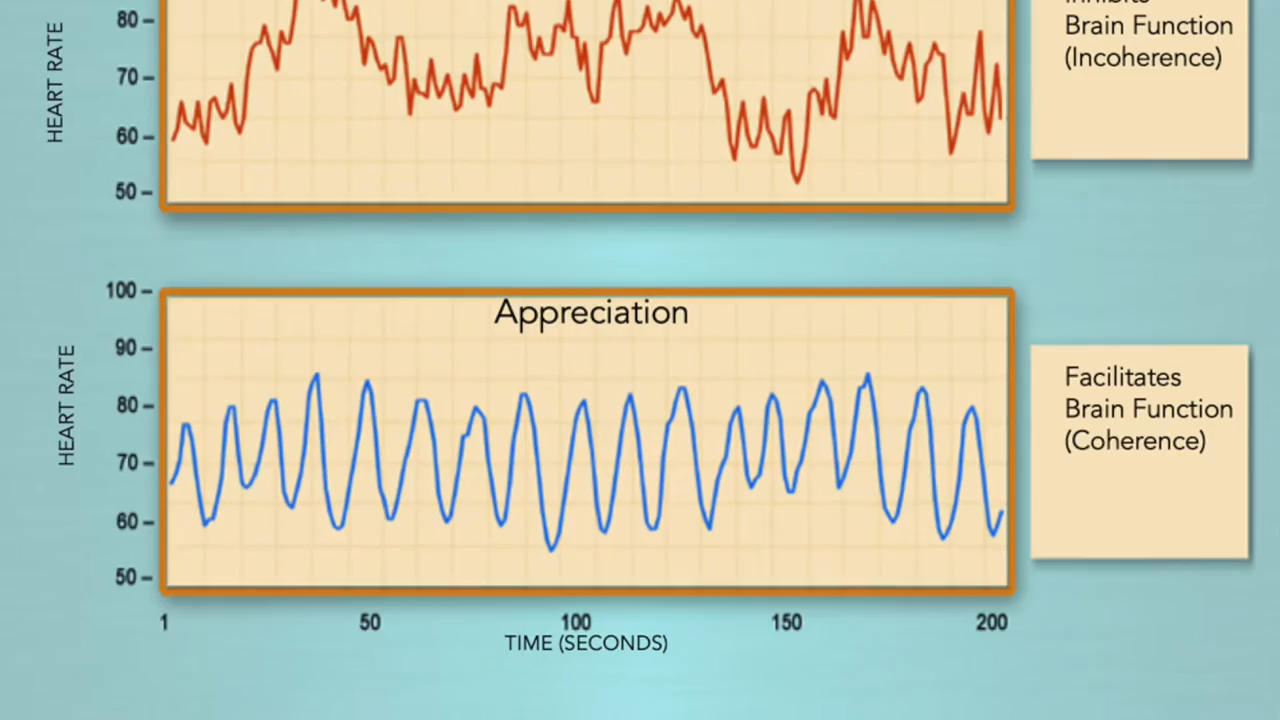 80
70
60
50
HEART RATE
Brain Function
(Incoherence)
Appreciation
100
90
80
70
60
50
HEART RATE
Facilitates
Brain Function
(Coherence)
1 50 100 150 200
TIME (SECONDS)